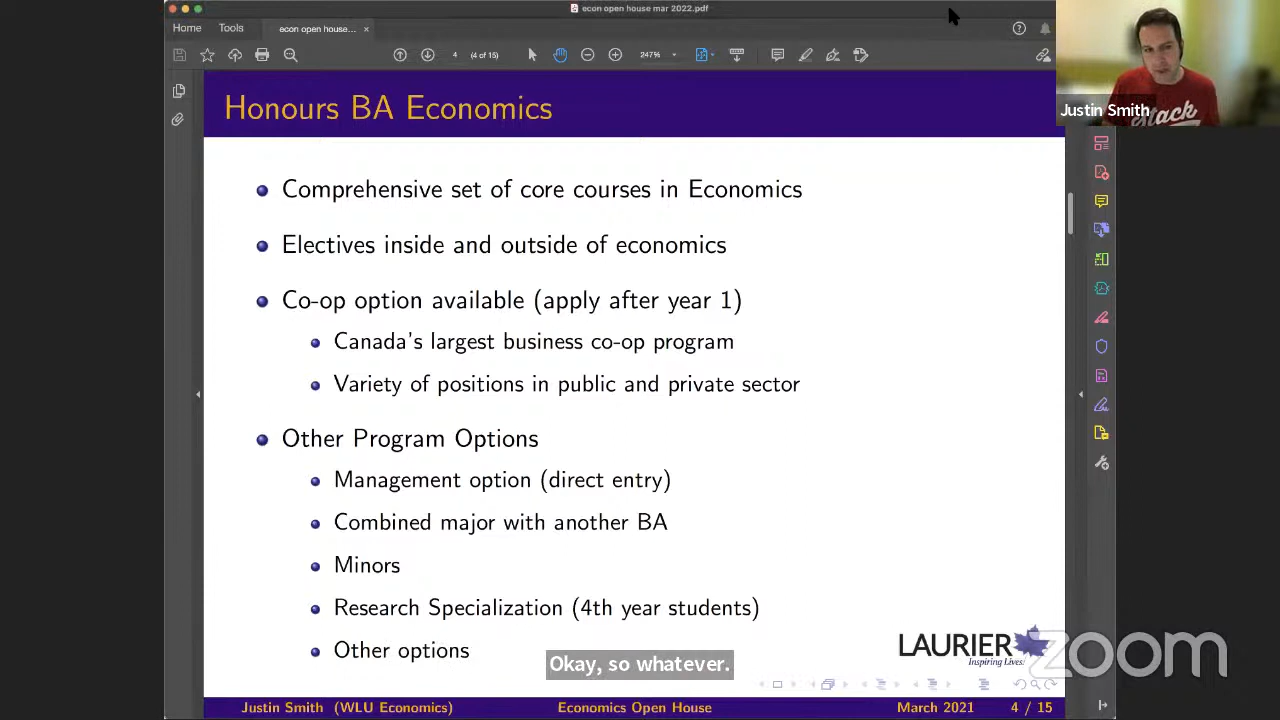 econ open house mar 2022.pdf
Home
Tools
econ open house...
×
4
(4 of 15)
247%
Justin Smith
Stack
Honours BA Economics
Comprehensive set of core courses in Economics
Electives inside and outside of economics
Co-op option available (apply after year 1)
Canada's largest business co-op program
Variety of positions in public and private sector
Other Program Options
Management option (direct entry)
Combined major with another BA
Minors
Research Specialization (4th year students)
Other options
Okay, so whatever.
LAURIER
Inspiring Lives.
zoom
Justin Smith (WLU Economics)
Economics Open House
March 2021
4 / 15